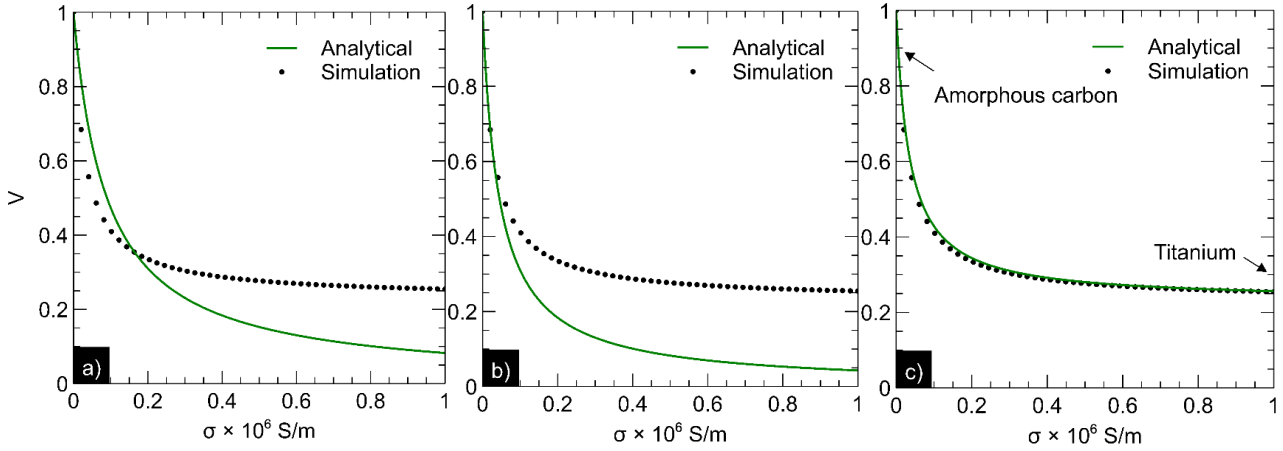 1
0.8
0.6
0.4
0.2
0
V
Analytical
Simulation
a)
0 0.2 0.4 0.6 0.8 1
σ × 10⁶ S/m
1
0.8
0.6
0.4
0.2
0
Analytical
Simulation
b)
0 0.2 0.4 0.6 0.8 1
σ × 10⁶ S/m
1
0.8
0.6
0.4
0.2
0
Analytical
Simulation
Amorphous carbon
Titanium
c)
0 0.2 0.4 0.6 0.8 1
σ × 10⁶ S/m